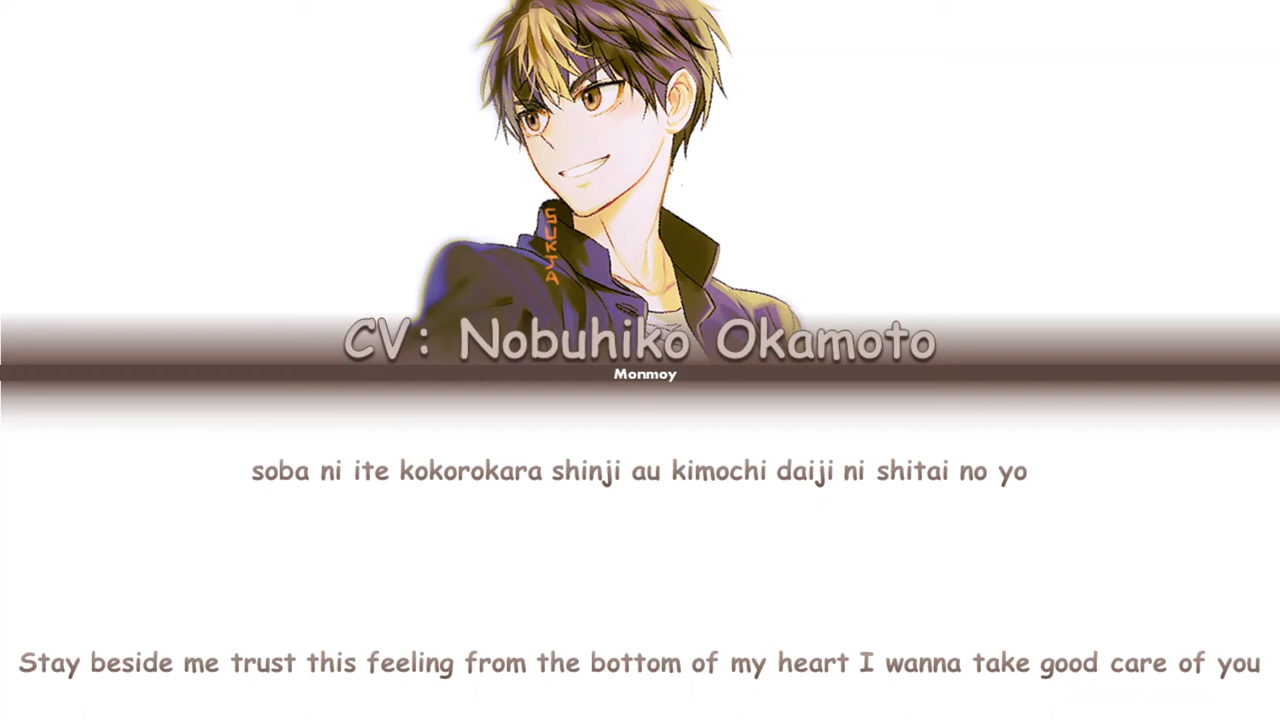 SURYA
CV: Nobuhiko Okamoto
Monmoy
soba ni ite kokorokara shinji au kimochi daiji ni shitai no yo
Stay beside me trust this feeling from the bottom of my heart I wanna take good care of you